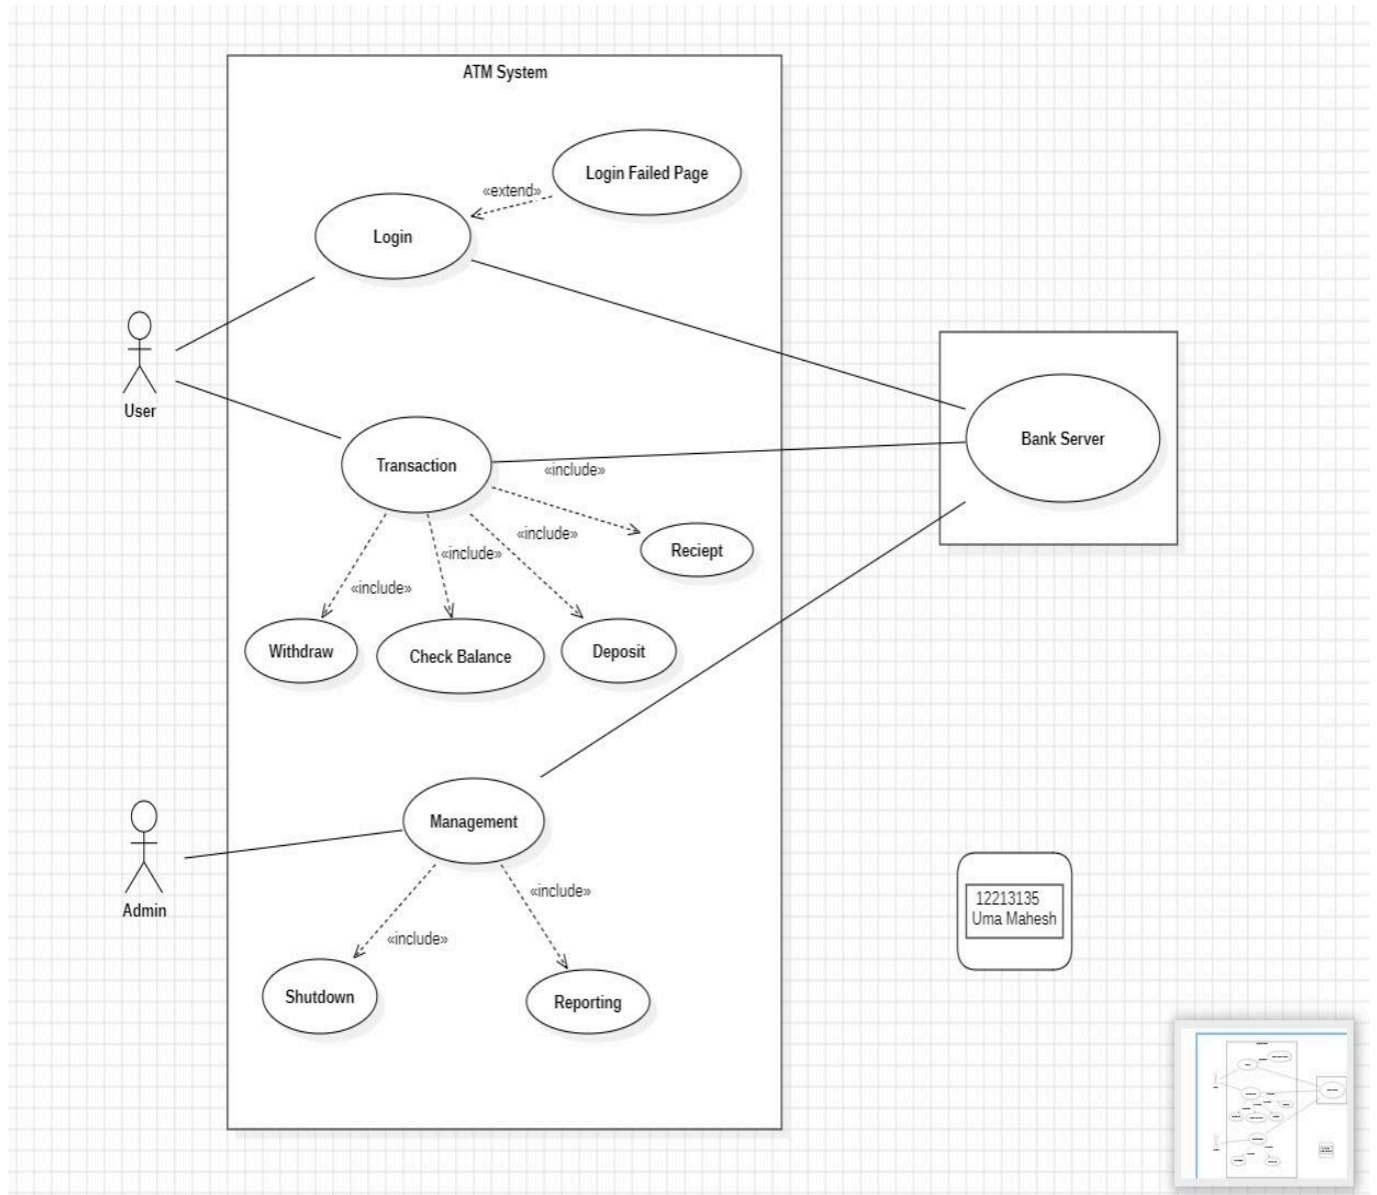 ATM System
Login Failed Page
«extend»
Login
User
Bank Server
Transaction
«include»
«include»
Reciept
«include»
«include»
Withdraw
Check Balance
Deposit
Management
Admin
«include»
12213135
Uma Mahesh
«include»
Shutdown
Reporting